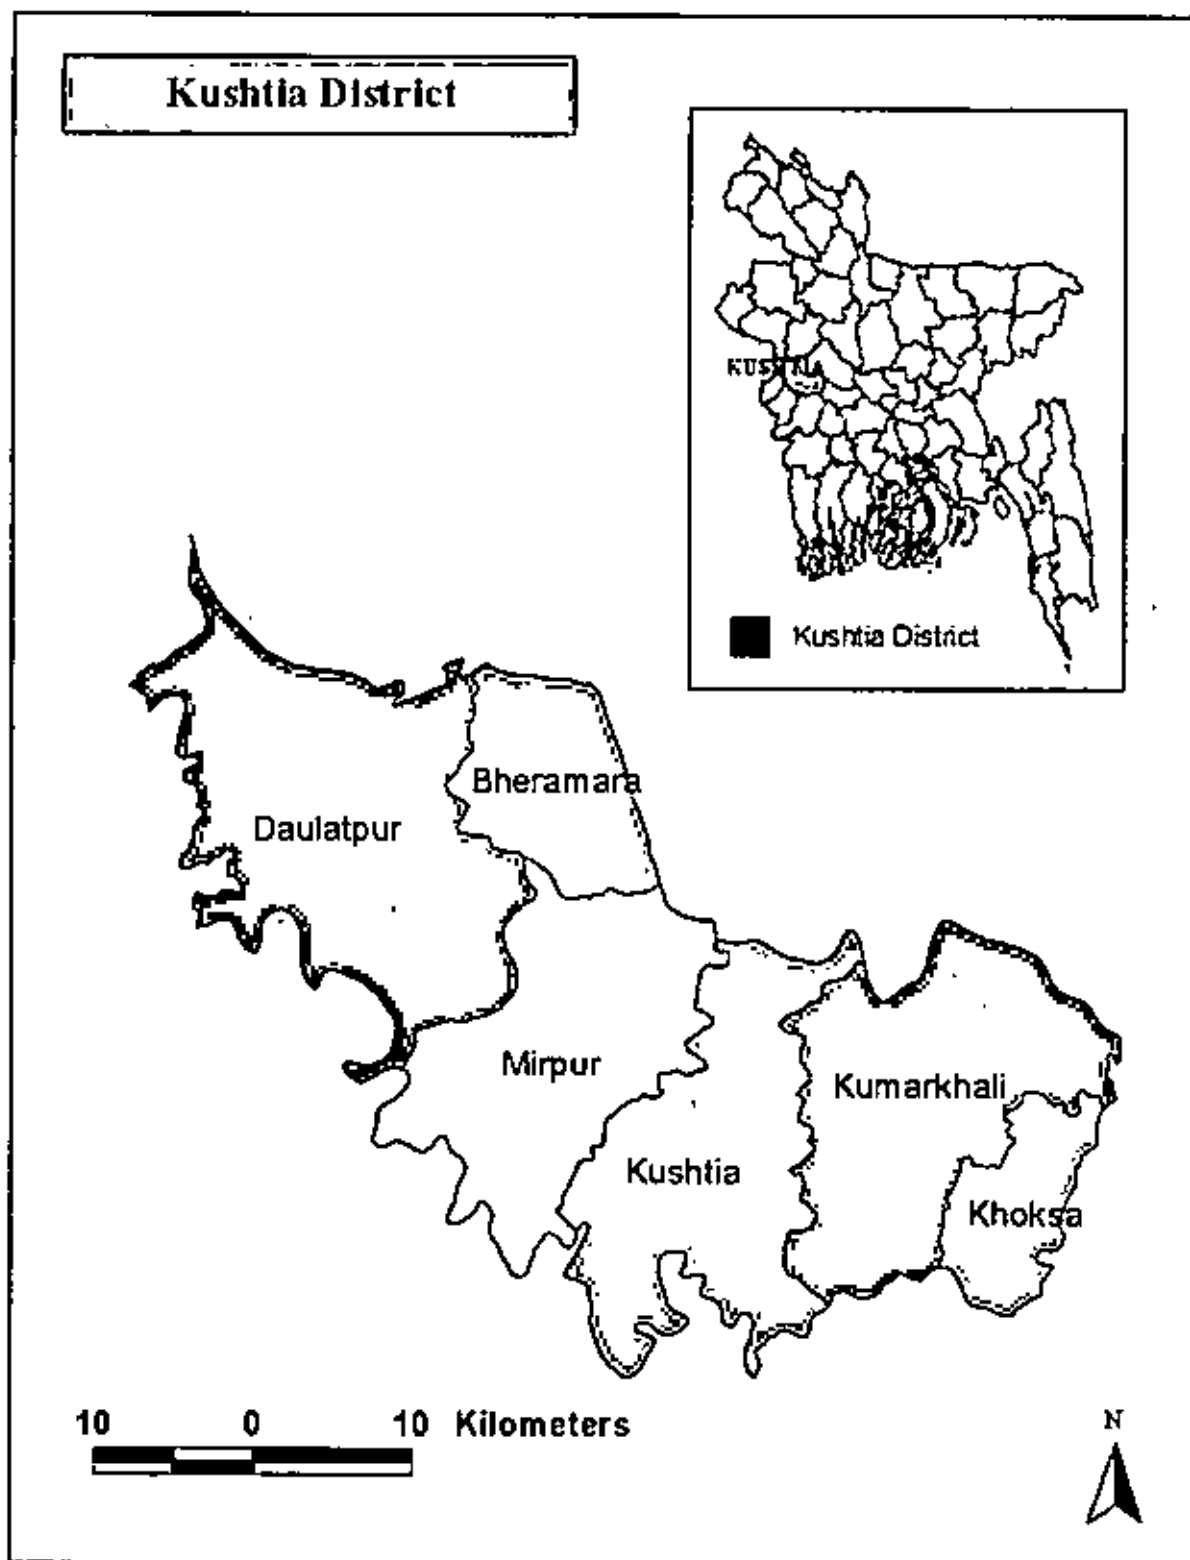 Kushtia District
Kushtia District
Bheramara
Daulatpur
Mirpur
Kumarkhali
Kushtia
Khoksa
10 0 10 Kilometers
N